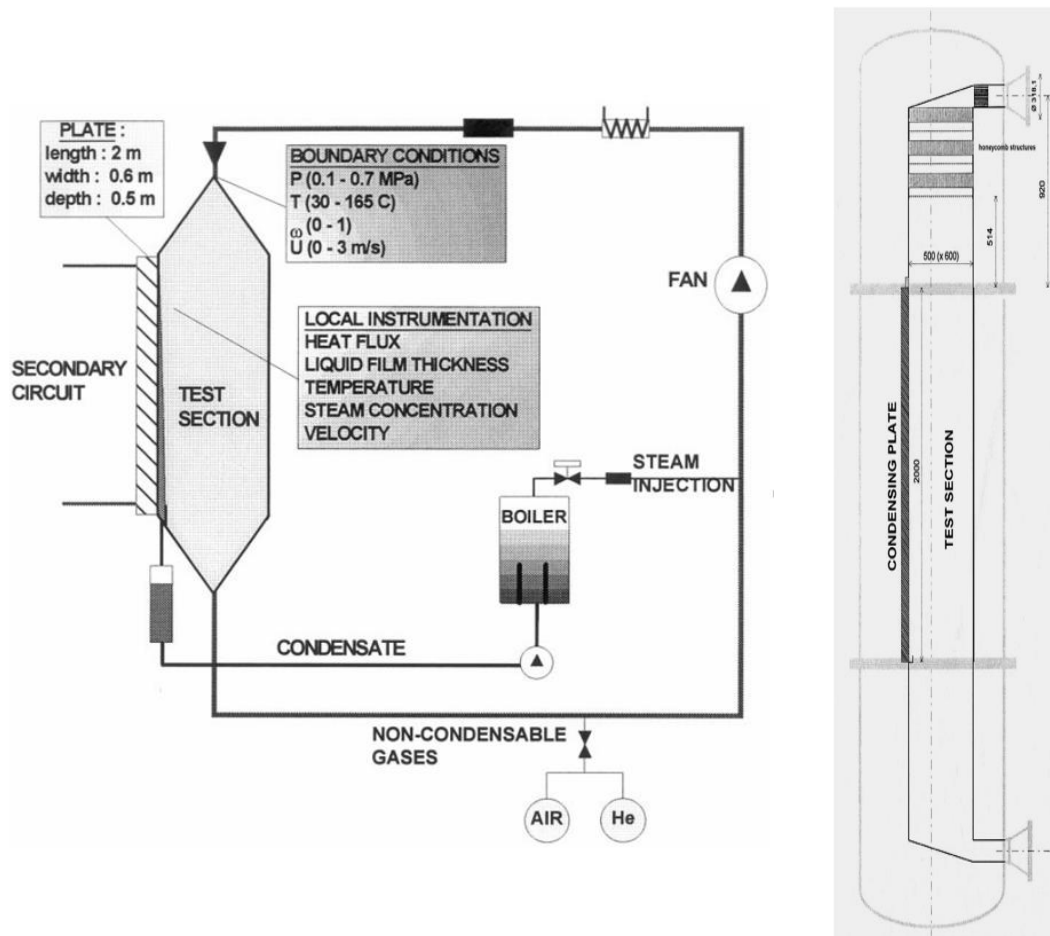 PLATE :
length : 2 m
width : 0.6 m
depth : 0.5 m
BOUNDARY CONDITIONS
P (0.1 - 0.7 MPa)
T (30 - 165 C)
ω (0 - 1)
U (0 - 3 m/s)
FAN
LOCAL INSTRUMENTATION
HEAT FLUX
LIQUID FILM THICKNESS
TEMPERATURE
STEAM CONCENTRATION
VELOCITY
SECONDARY
CIRCUIT
TEST
SECTION
STEAM
INJECTION
BOILER
CONDENSATE
NON-CONDENSABLE
GASES
AIR
He
Ø 318.1
honeycomb structures
920
514
500 (x 600)
CONDENSING PLATE
2000
TEST SECTION